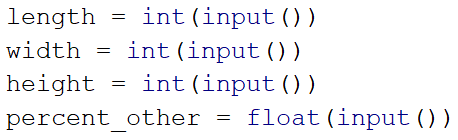 length = int(input())
width = int(input())
height = int(input())
percent_other = float(input())